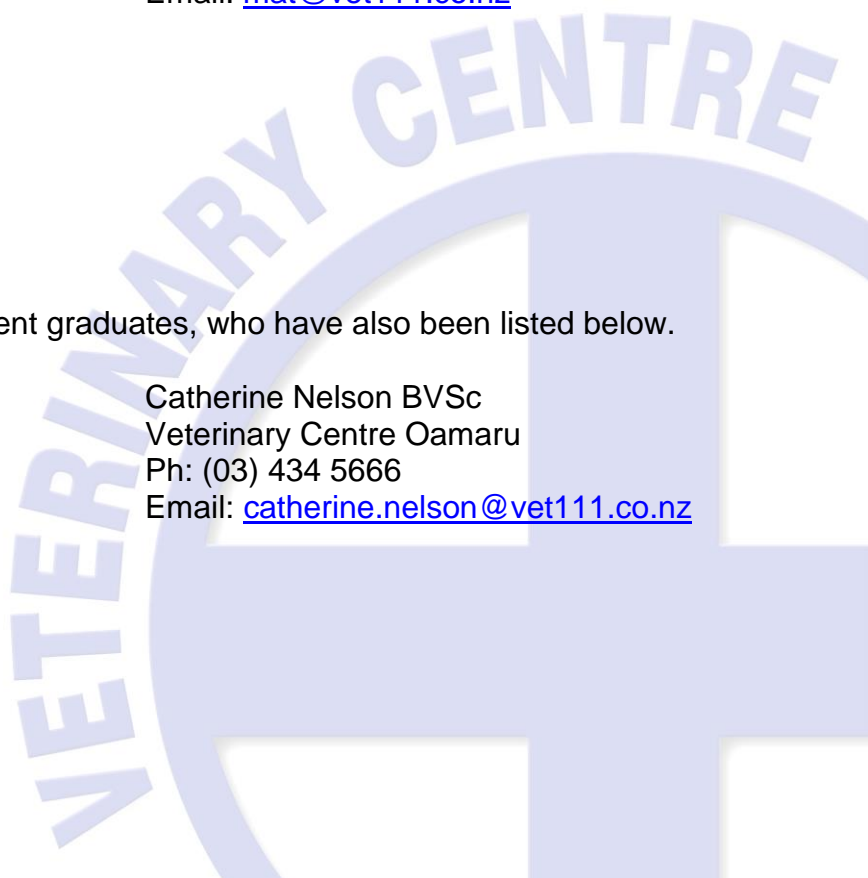 VETERINARY CENTRE
ent graduates, who have also been listed below.
Catherine Nelson BVSc
Veterinary Centre Oamaru
Ph: (03) 434 5666
Email: catherine.nelson@vet111.co.nz